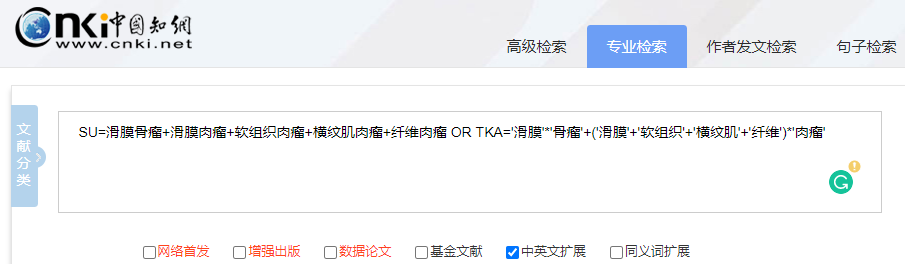 Cnki中国知網
www.cnki.net
高级检索 专业检索 作者发文检索 句子检索
文献分类
SU=滑膜骨瘤+滑膜肉瘤+软组织肉瘤+横纹肌肉瘤+纤维肉瘤 OR TKA='滑膜'*'骨瘤'+('滑膜'+'软组织'+'横纹肌'+'纤维')*'肉瘤'
网络首发 增强出版 数据论文 基金文献 中英文扩展 同义词扩展